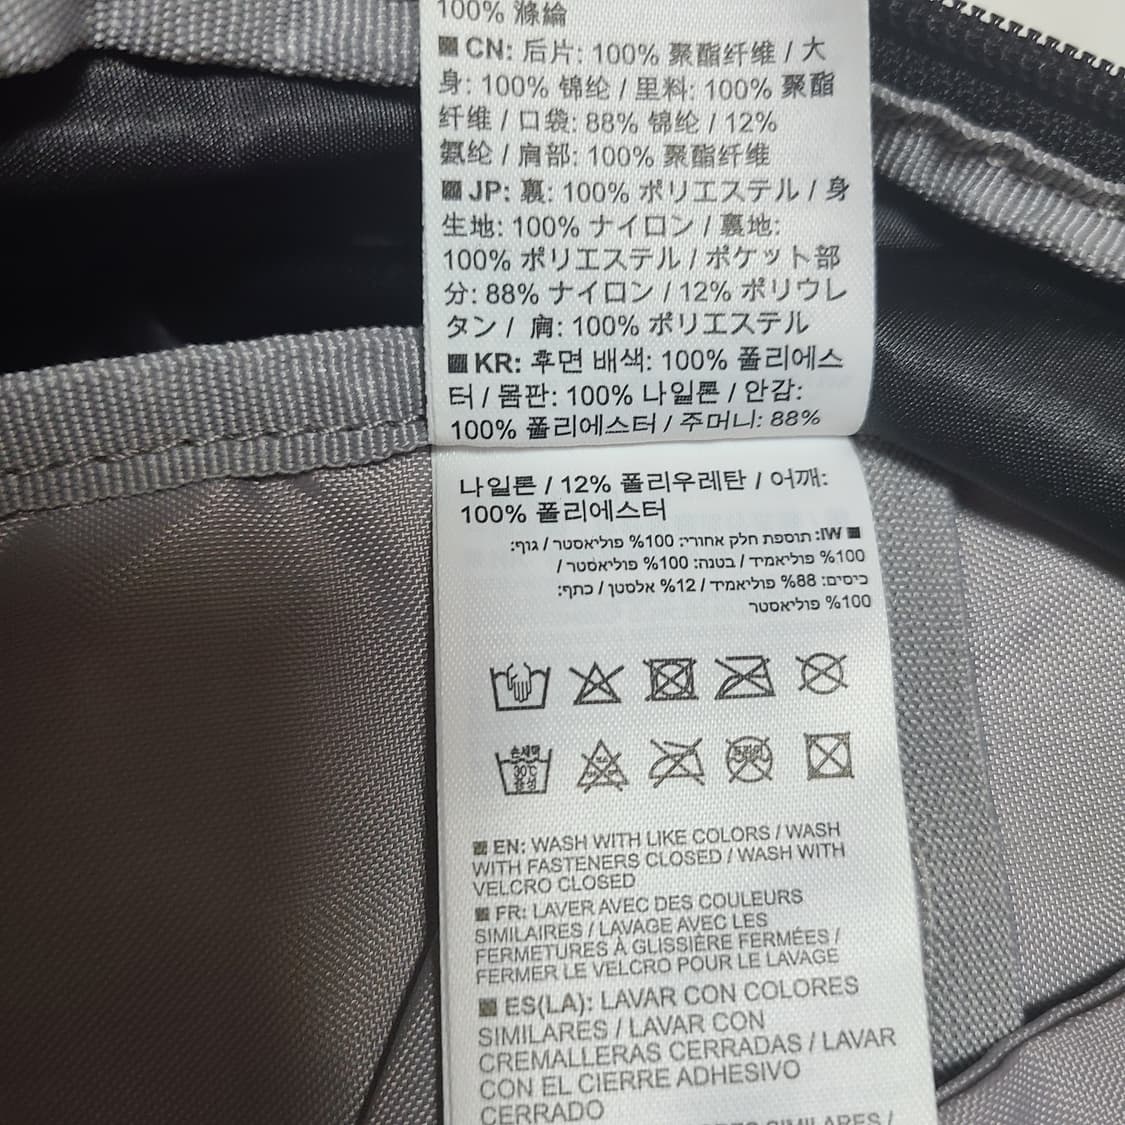 100% 滌綸
CN: 后片: 100% 聚酯纤维 / 大
身: 100% 锦纶 / 里料: 100% 聚酯
纤维 / 口袋: 88% 锦纶 / 12%
氨纶 / 肩部: 100% 聚酯纤维
JP: 裏: 100% ポリエステル / 身
生地: 100% ナイロン / 裏地:
100% ポリエステル / ポケット部
分: 88% ナイロン / 12% ポリウレ
タン / 肩: 100% ポリエステル
KR: 후면 배색: 100% 폴리에스
터 / 몸판: 100% 나일론 / 안감:
100% 폴리에스터 / 주머니: 88%
나일론 / 12% 폴리우레탄 / 어깨:
100% 폴리에스터
IW: תוספת חלק אחורי: 100% פוליאסטר / גוף:
100% פוליאמיד / בטנה: 100% פוליאסטר /
כיסים: 88% פוליאמיד / 12% אלסטן / כתף:
100% פוליאסטר
손세탁
30°C
중성
드라이
EN: WASH WITH LIKE COLORS / WASH
WITH FASTENERS CLOSED / WASH WITH
VELCRO CLOSED
FR: LAVER AVEC DES COULEURS
SIMILAIRES / LAVAGE AVEC LES
FERMETURES À GLISSIÈRE FERMÉES /
FERMER LE VELCRO POUR LE LAVAGE
ES(LA): LAVAR CON COLORES
SIMILARES / LAVAR CON
CREMALLERAS CERRADAS / LAVAR
CON EL CIERRE ADHESIVO
CERRADO
SIMILARES /